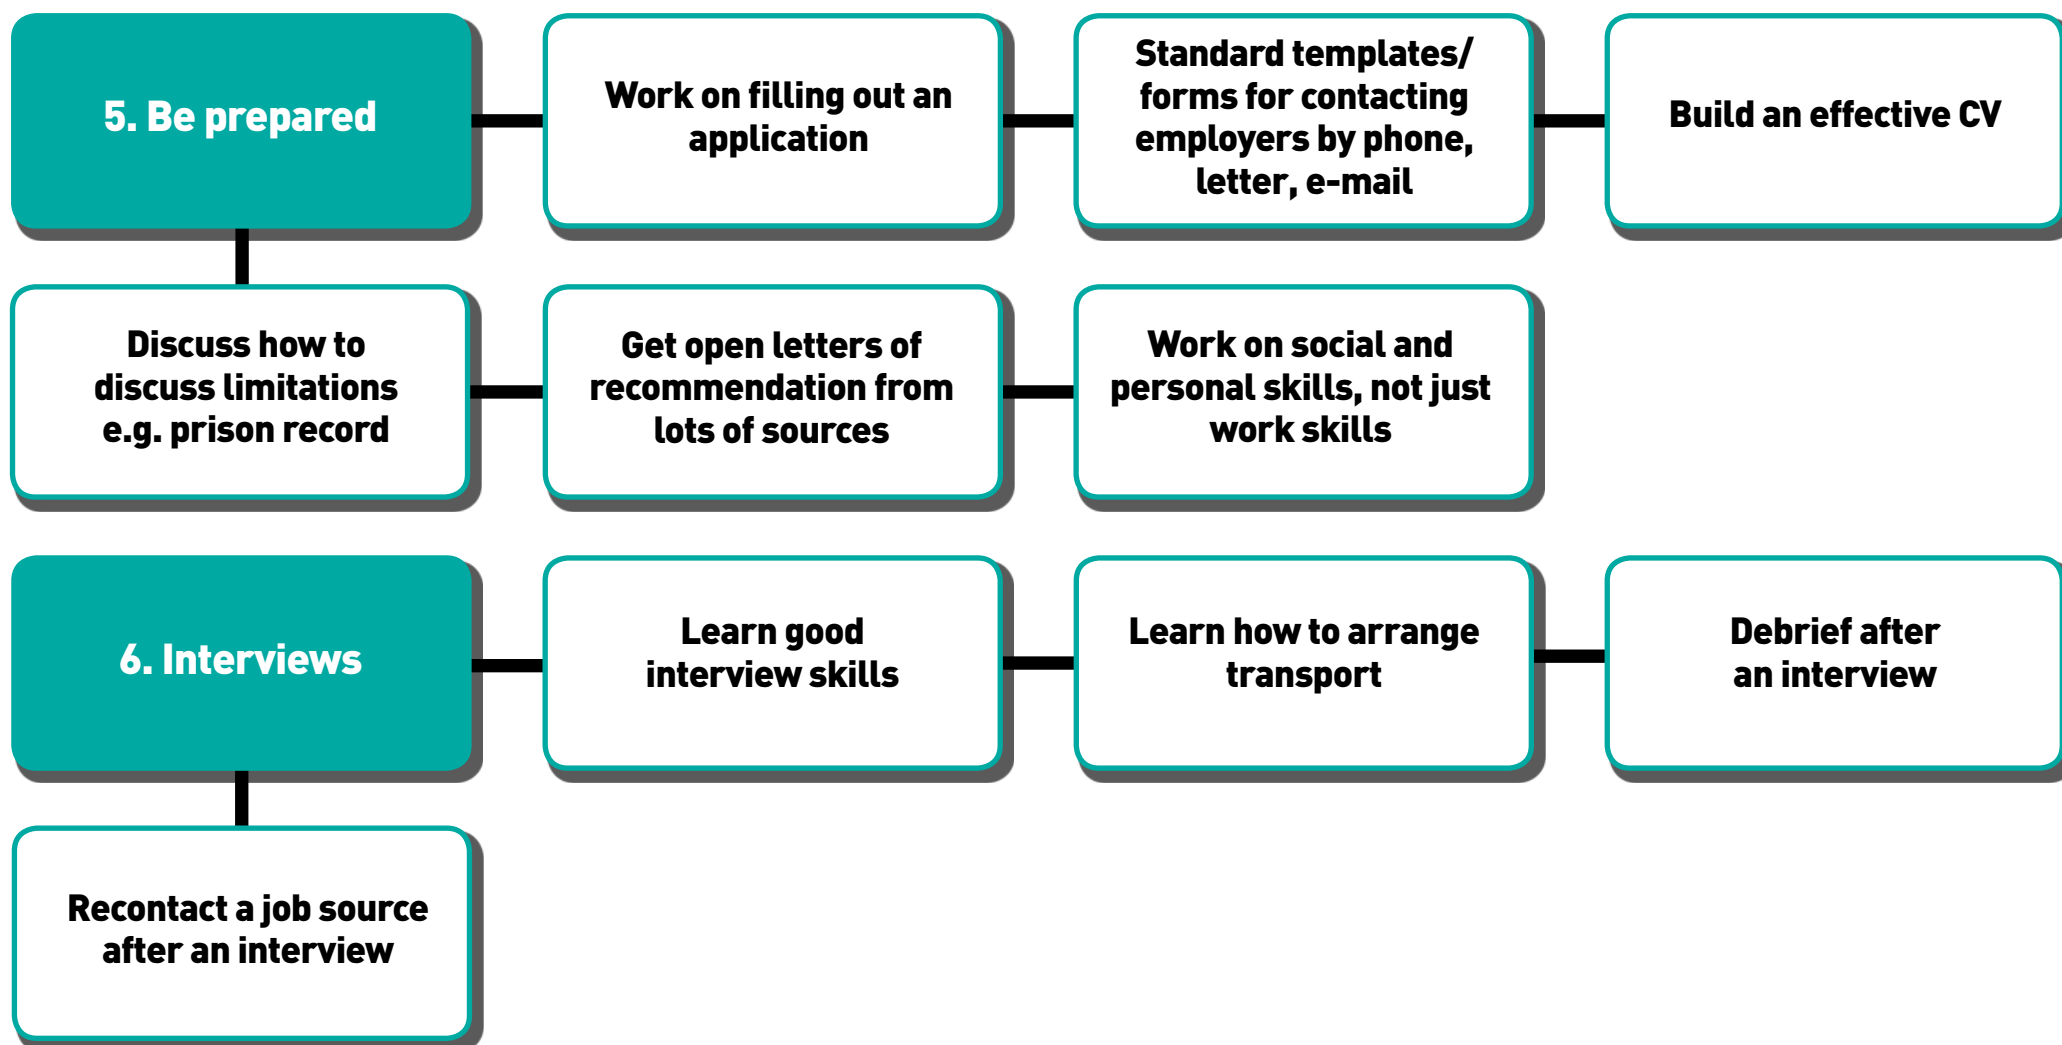 5. Be prepared
Work on filling out an
application
Standard templates/
forms for contacting
employers by phone,
letter, e-mail
Build an effective CV
Discuss how to
discuss limitations
e.g. prison record
Get open letters of
recommendation from
lots of sources
Work on social and
personal skills, not just
work skills
6. Interviews
Learn good
interview skills
Learn how to arrange
transport
Debrief after
an interview
Recontact a job source
after an interview